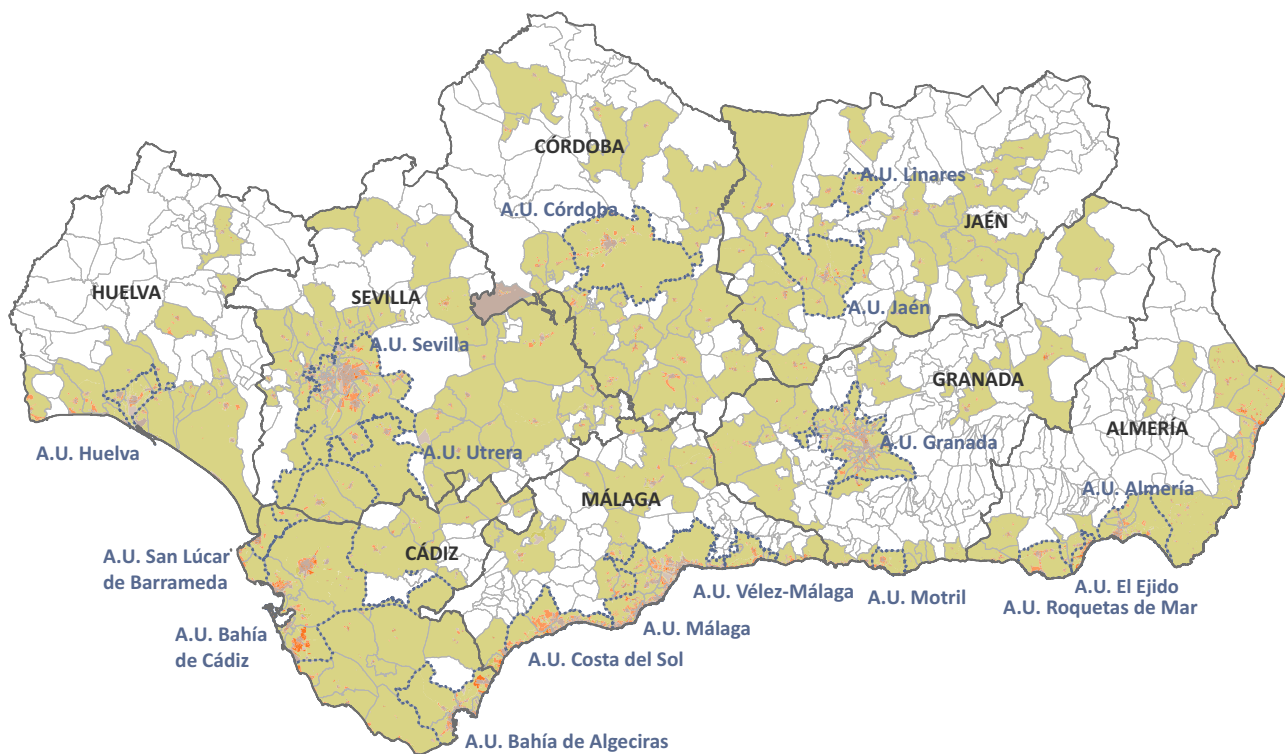 CÓRDOBA
A.U. Linares
A.U. Córdoba
JAÉN
HUELVA
SEVILLA
A.U. Jaén
A.U. Sevilla
GRANADA
ALMERÍA
A.U. Huelva
A.U. Utrera
A.U. Granada
A.U. Almería
MÁLAGA
CÁDIZ
A.U. San Lúcar
de Barrameda
A.U. Vélez-Málaga
A.U. Motril
A.U. El Ejido
A.U. Roquetas de Mar
A.U. Bahía
de Cádiz
A.U. Málaga
A.U. Costa del Sol
A.U. Bahía de Algeciras